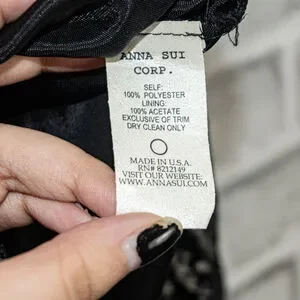 ANNA SUI
CORP.
SELF:
100% POLYESTER
LINING:
100% ACETATE
EXCLUSIVE OF TRIM
DRY CLEAN ONLY
MADE IN U.S.A.
RN# 8212149
VISIT OUR WEBSITE:
WWW.ANNASUI.COM